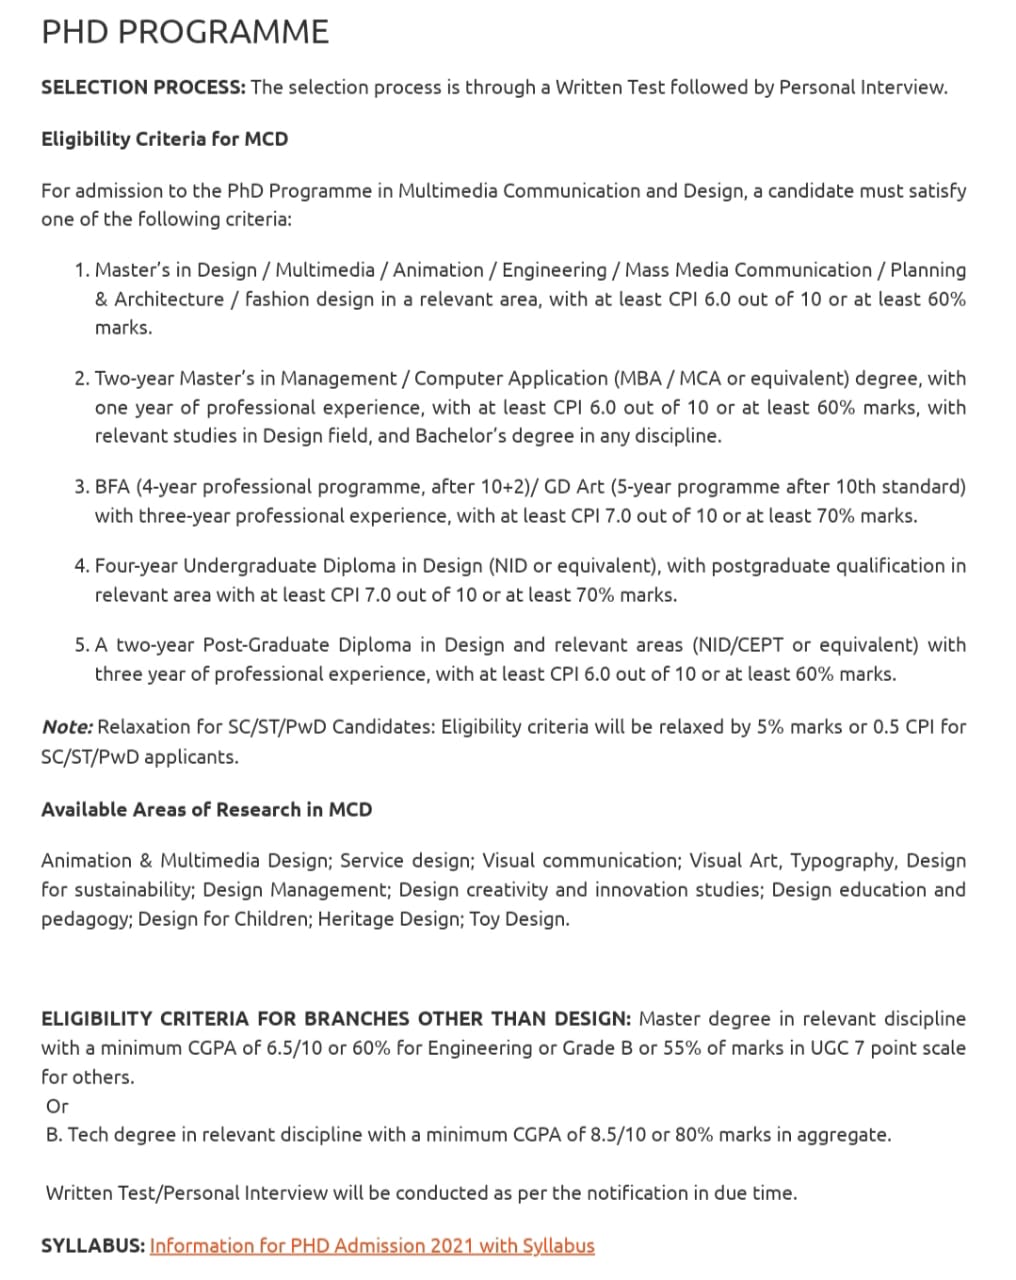 PHD PROGRAMME
SELECTION PROCESS: The selection process is through a Written Test followed by Personal Interview.
Eligibility Criteria for MCD
For admission to the PhD Programme in Multimedia Communication and Design, a candidate must satisfy
one of the following criteria:
1. Master's in Design / Multimedia / Animation / Engineering / Mass Media Communication / Planning
& Architecture / fashion design in a relevant area, with at least CPI 6.0 out of 10 or at least 60%
marks.
2. Two-year Master's in Management / Computer Application (MBA / MCA or equivalent) degree, with
one year of professional experience, with at least CPI 6.0 out of 10 or at least 60% marks, with
relevant studies in Design field, and Bachelor's degree in any discipline.
3. BFA (4-year professional programme, after 10+2)/ GD Art (5-year programme after 10th standard)
with three-year professional experience, with at least CPI 7.0 out of 10 or at least 70% marks.
4. Four-year Undergraduate Diploma in Design (NID or equivalent), with postgraduate qualification in
relevant area with at least CPI 7.0 out of 10 or at least 70% marks.
5. A two-year Post-Graduate Diploma in Design and relevant areas (NID/CEPT or equivalent) with
three year of professional experience, with at least CPI 6.0 out of 10 or at least 60% marks.
Note: Relaxation for SC/ST/PwD Candidates: Eligibility criteria will be relaxed by 5% marks or 0.5 CPI for
SC/ST/PwD applicants.
Available Areas of Research in MCD
Animation & Multimedia Design; Service design; Visual communication; Visual Art, Typography, Design
for sustainability; Design Management; Design creativity and innovation studies; Design education and
pedagogy; Design for Children; Heritage Design; Toy Design.
ELIGIBILITY CRITERIA FOR BRANCHES OTHER THAN DESIGN: Master degree in relevant discipline
with a minimum CGPA of 6.5/10 or 60% for Engineering or Grade B or 55% of marks in UGC 7 point scale
for others.
Or
B. Tech degree in relevant discipline with a minimum CGPA of 8.5/10 or 80% marks in aggregate.
Written Test/Personal Interview will be conducted as per the notification in due time.
SYLLABUS: Information for PHD Admission 2021 with Syllabus